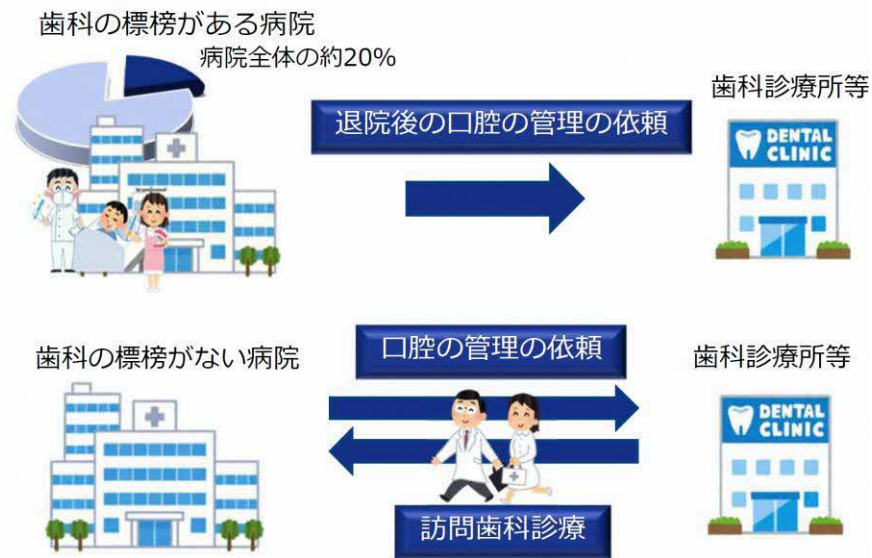 歯科の標榜がある病院
病院全体の約20%
退院後の口腔の管理の依頼
歯科診療所等
DENTAL
CLINIC
歯科の標榜がない病院
口腔の管理の依頼
歯科診療所等
DENTAL
CLINIC
訪問歯科診療